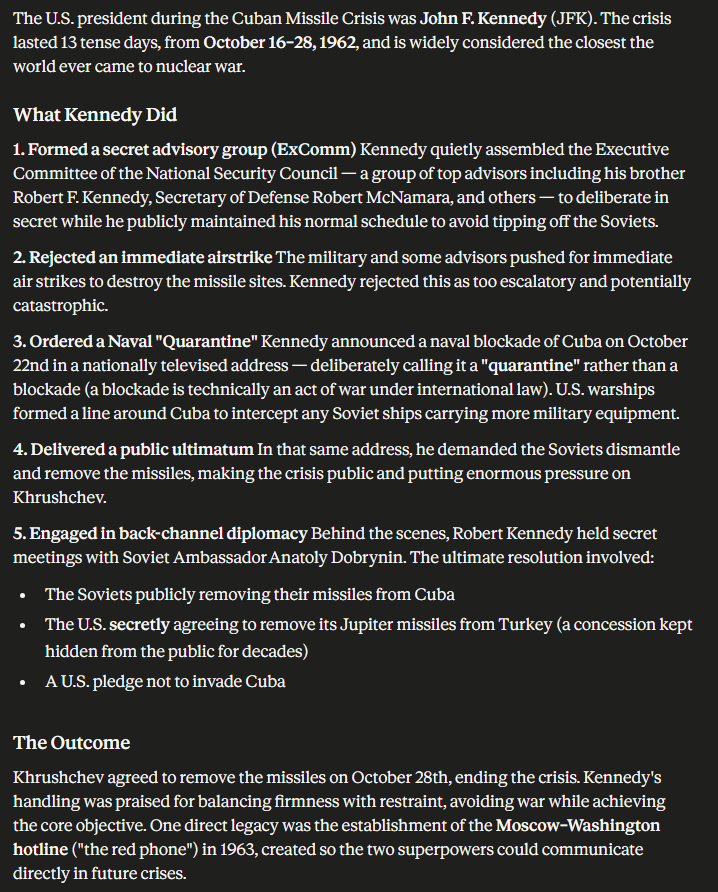 The U.S. president during the Cuban Missile Crisis was John F. Kennedy (JFK). The crisis
lasted 13 tense days, from October 16–28, 1962, and is widely considered the closest the
world ever came to nuclear war.
What Kennedy Did
1. Formed a secret advisory group (ExComm) Kennedy quietly assembled the Executive
Committee of the National Security Council — a group of top advisors including his brother
Robert F. Kennedy, Secretary of Defense Robert McNamara, and others — to deliberate in
secret while he publicly maintained his normal schedule to avoid tipping off the Soviets.
2. Rejected an immediate airstrike The military and some advisors pushed for immediate
air strikes to destroy the missile sites. Kennedy rejected this as too escalatory and potentially
catastrophic.
3. Ordered a Naval "Quarantine" Kennedy announced a naval blockade of Cuba on October
22nd in a nationally televised address — deliberately calling it a "quarantine" rather than a
blockade (a blockade is technically an act of war under international law). U.S. warships
formed a line around Cuba to intercept any Soviet ships carrying more military equipment.
4. Delivered a public ultimatum In that same address, he demanded the Soviets dismantle
and remove the missiles, making the crisis public and putting enormous pressure on
Khrushchev.
5. Engaged in back-channel diplomacy Behind the scenes, Robert Kennedy held secret
meetings with Soviet Ambassador Anatoly Dobrynin. The ultimate resolution involved:
• The Soviets publicly removing their missiles from Cuba
• The U.S. secretly agreeing to remove its Jupiter missiles from Turkey (a concession kept
hidden from the public for decades)
• A U.S. pledge not to invade Cuba
The Outcome
Khrushchev agreed to remove the missiles on October 28th, ending the crisis. Kennedy's
handling was praised for balancing firmness with restraint, avoiding war while achieving
the core objective. One direct legacy was the establishment of the Moscow–Washington
hotline ("the red phone") in 1963, created so the two superpowers could communicate
directly in future crises.